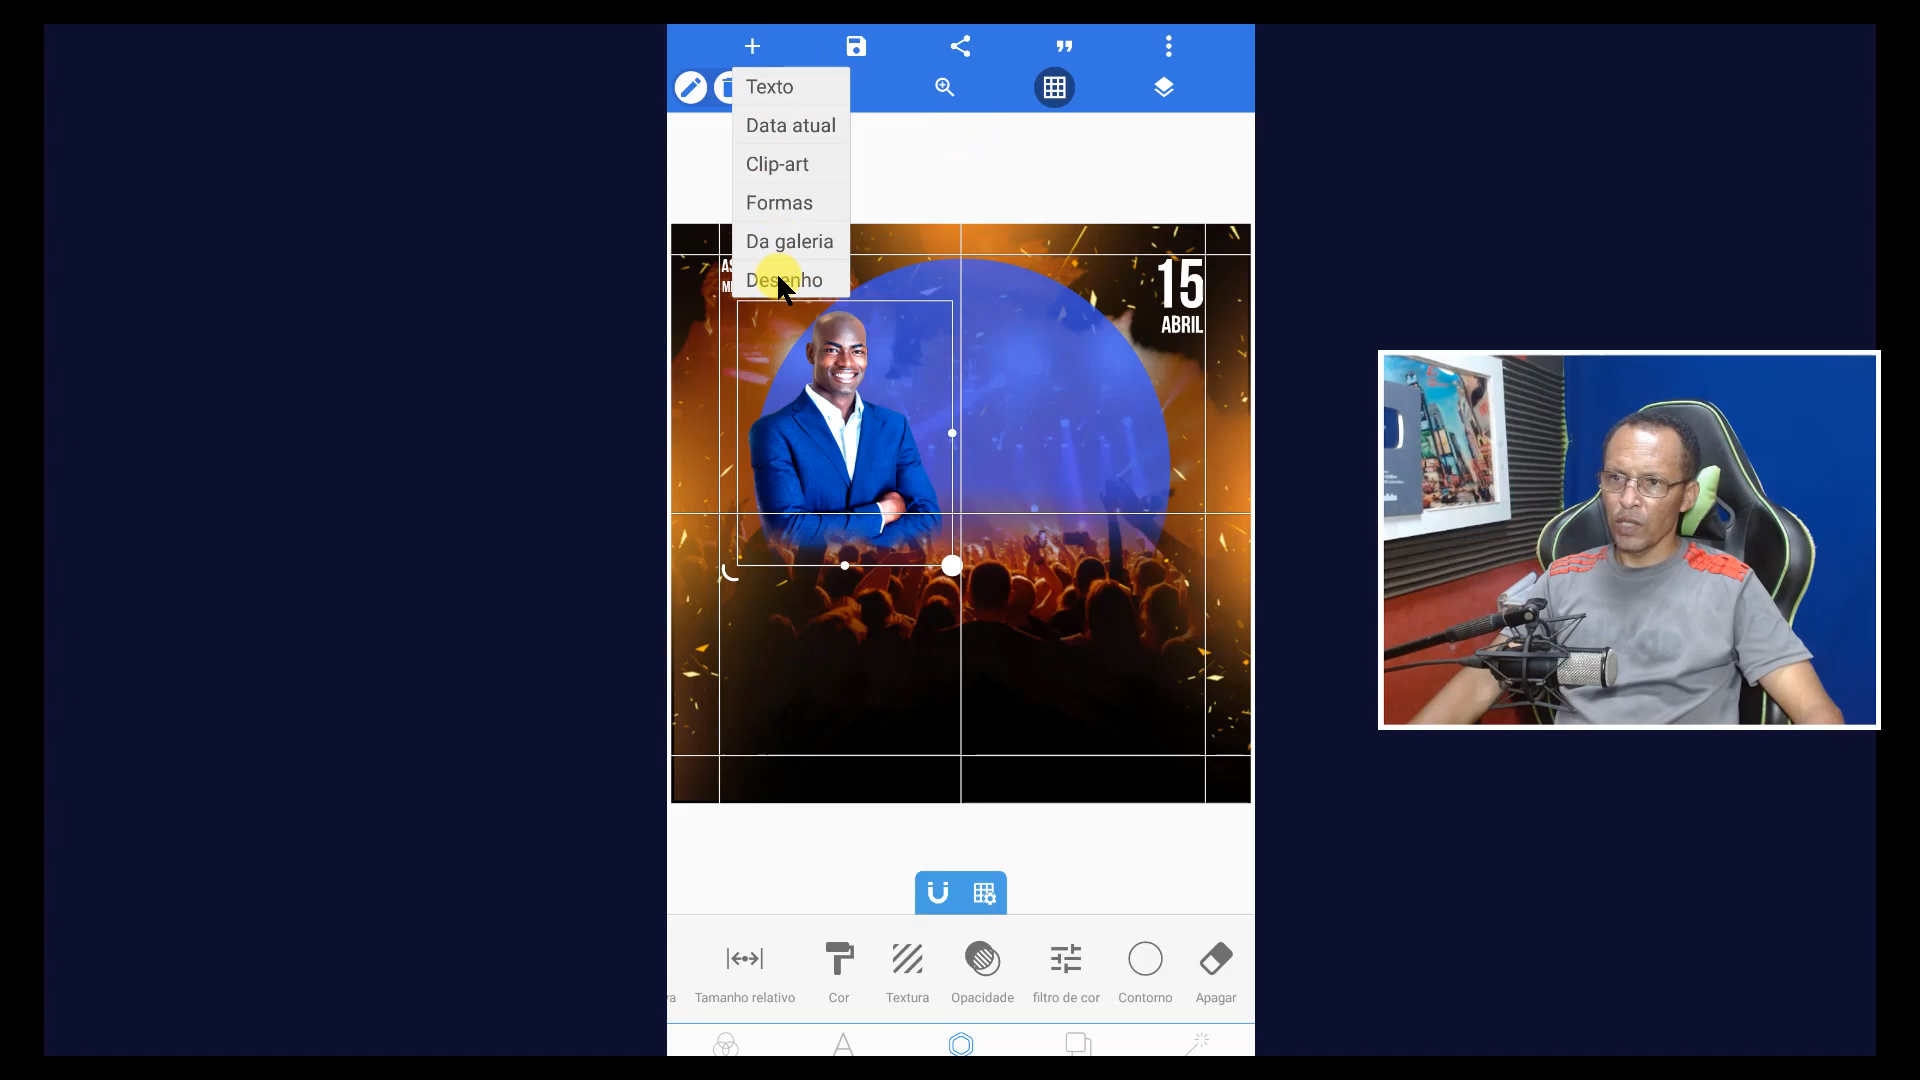 Texto
Data atual
Clip-art
Formas
Da galeria
Desenho
15
ABRIL
Tamanho relativo
Cor
Textura
Opacidade
filtro de cor
Contorno
Apagar